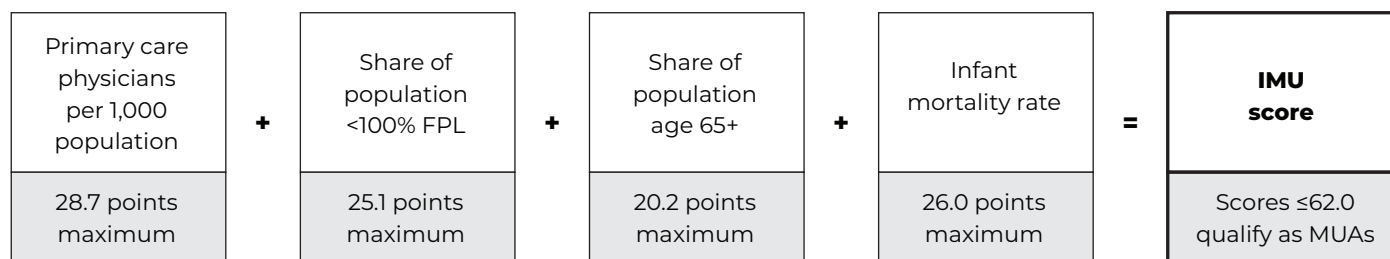 Primary care
physicians
per 1,000
population
+
Share of
population
<100% FPL
+
Share of
population
age 65+
+
Infant
mortality rate
=
IMU
score
28.7 points
maximum
25.1 points
maximum
20.2 points
maximum
26.0 points
maximum
Scores ≤62.0
qualify as MUAs